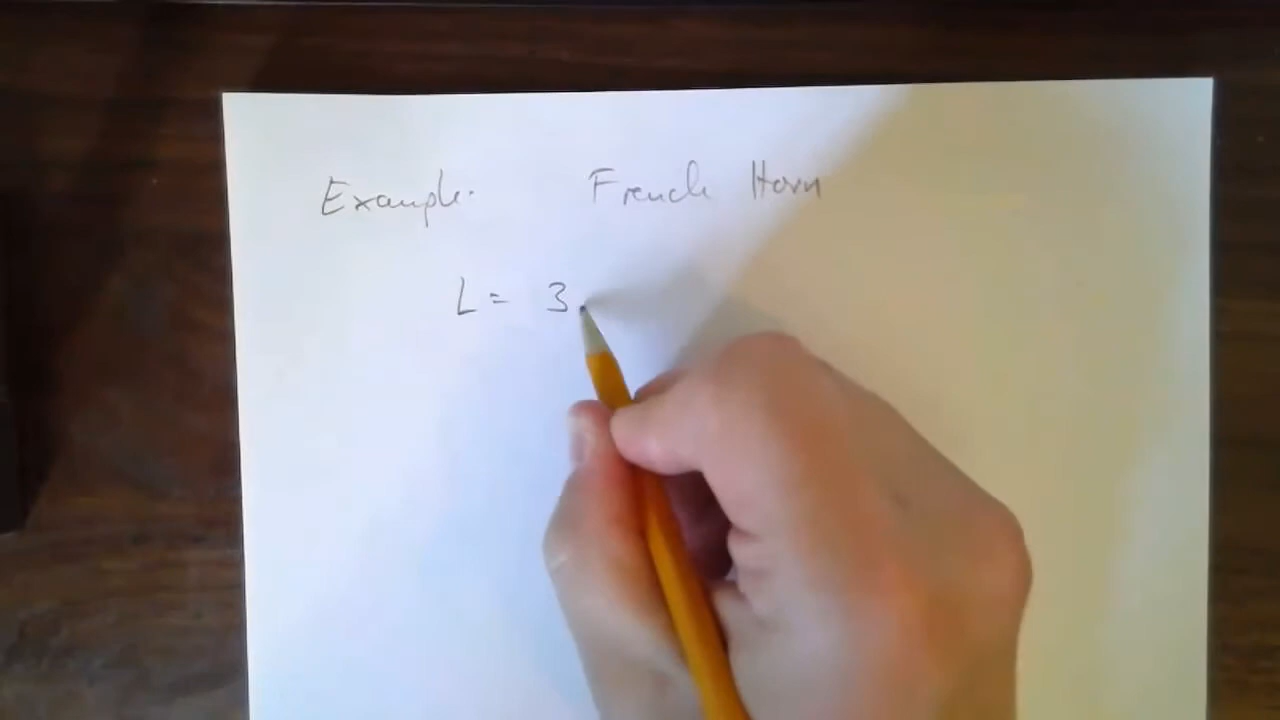 Example. French Horn
L = 3.